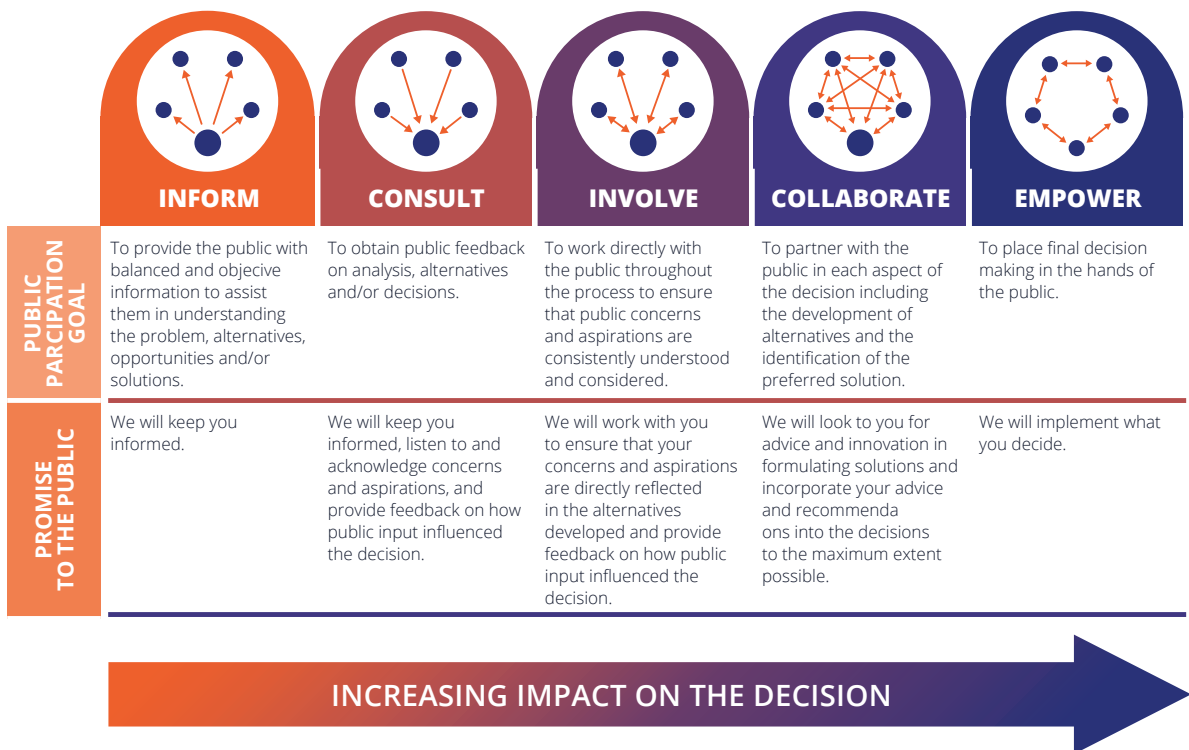 INFORM
CONSULT
INVOLVE
COLLABORATE
EMPOWER
PUBLIC
PARCIPATION
GOAL
To provide the public with
balanced and objecive
information to assist
them in understanding
the problem, alternatives,
opportunities and/or
solutions.
To obtain public feedback
on analysis, alternatives
and/or decisions.
To work directly with
the public throughout
the process to ensure
that public concerns
and aspirations are
consistently understood
and considered.
To partner with the
public in each aspect of
the decision including
the development of
alternatives and the
identification of the
preferred solution.
To place final decision
making in the hands of
the public.
PROMISE
TO THE PUBLIC
We will keep you
informed.
We will keep you
informed, listen to and
acknowledge concerns
and aspirations, and
provide feedback on how
public input influenced
the decision.
We will work with you
to ensure that your
concerns and aspirations
are directly reflected
in the alternatives
developed and provide
feedback on how public
input influenced the
decision.
We will look to you for
advice and innovation in
formulating solutions and
incorporate your advice
and recommenda
ons into the decisions
to the maximum extent
possible.
We will implement what
you decide.
INCREASING IMPACT ON THE DECISION